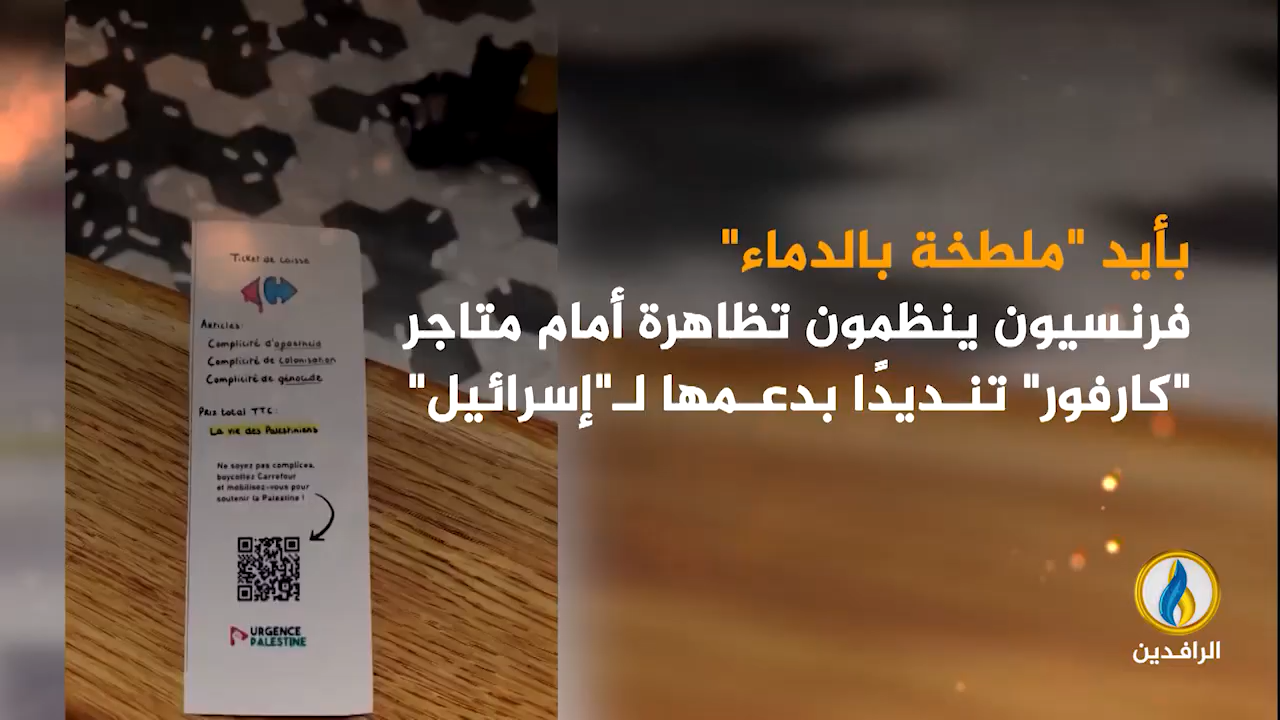 بأيد "ملطخة بالدماء"
فرنسيون ينظمون تظاهرة أمام متاجر
"كارفور" تنديدًا بدعمها لـ"إسرائيل"
Ticket de caisse
Articles:
Complicité d'apartheid
Complicité de colonisation
Complicité de génocide
Prix total TTC:
La vie des Palestiniens
Ne soyez pas complices,
boycottez Carrefour
et mobilisez-vous pour
soutenir la Palestine !
URGENCE
PALESTINE
الرافدين